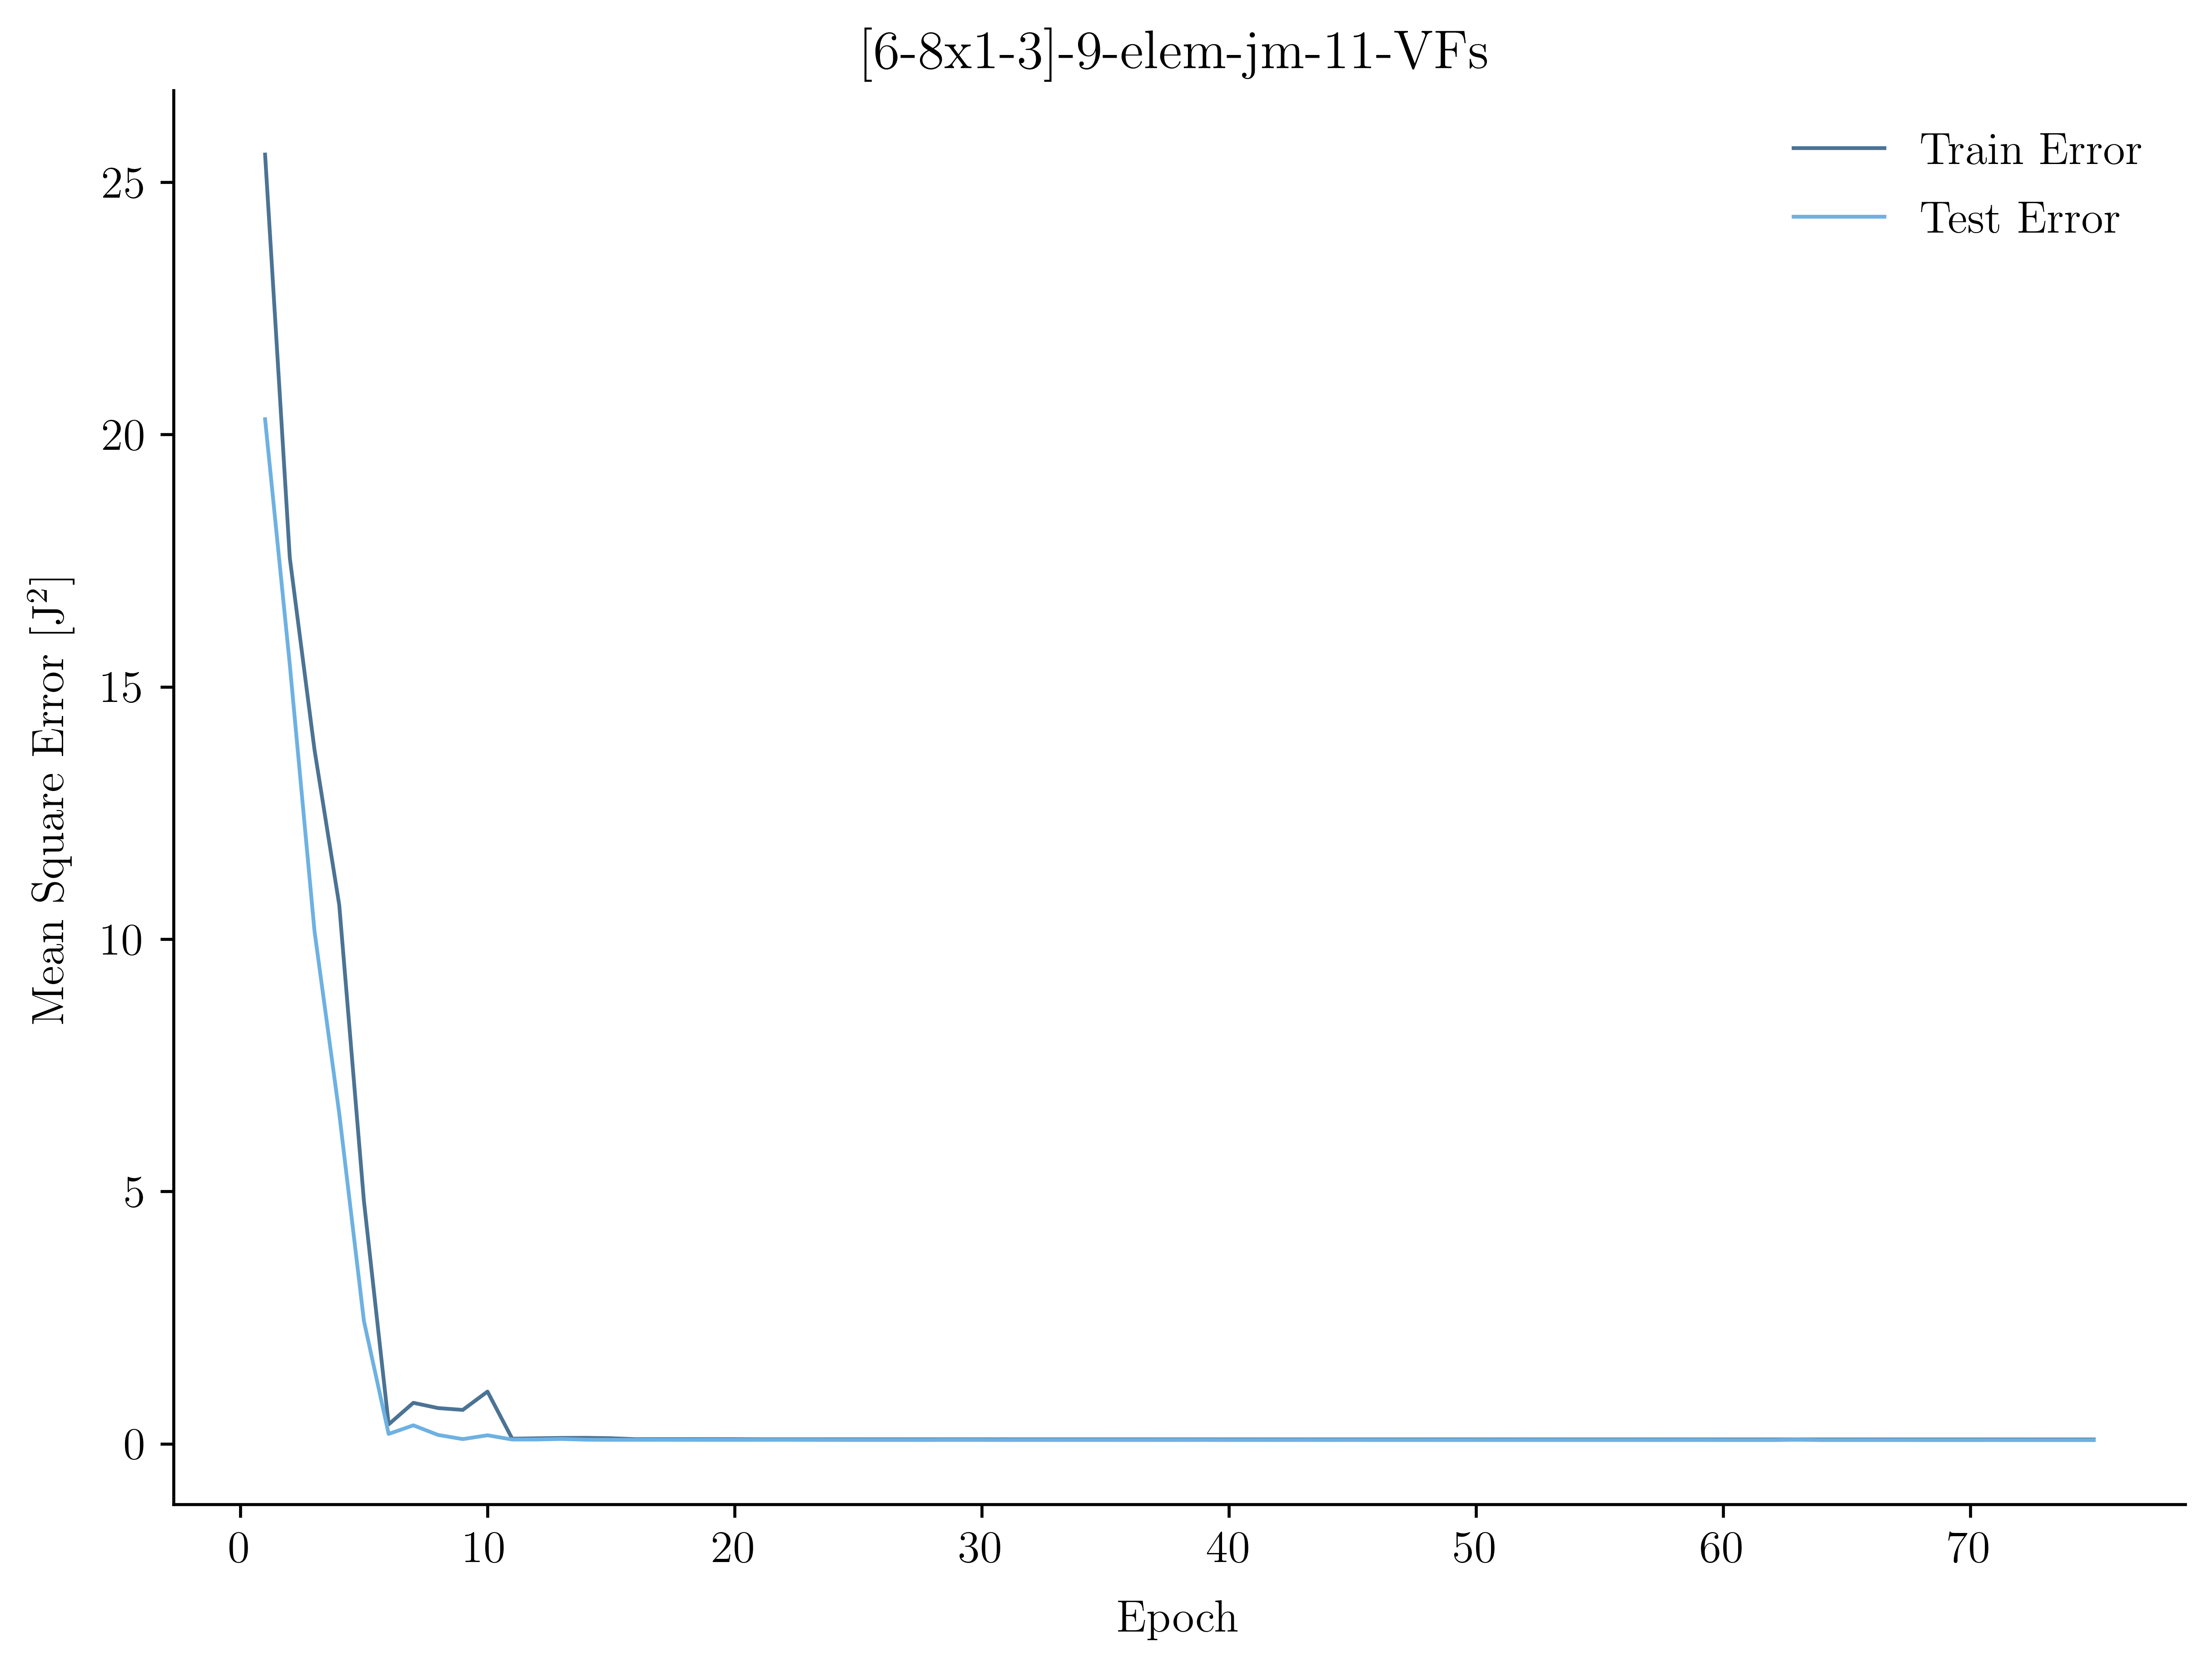 [6-8x1-3]-9-elem-jm-11-VFs
Train Error
Test Error
Mean Square Error [J²]
25
20
15
10
5
0
0 10 20 30 40 50 60 70
Epoch